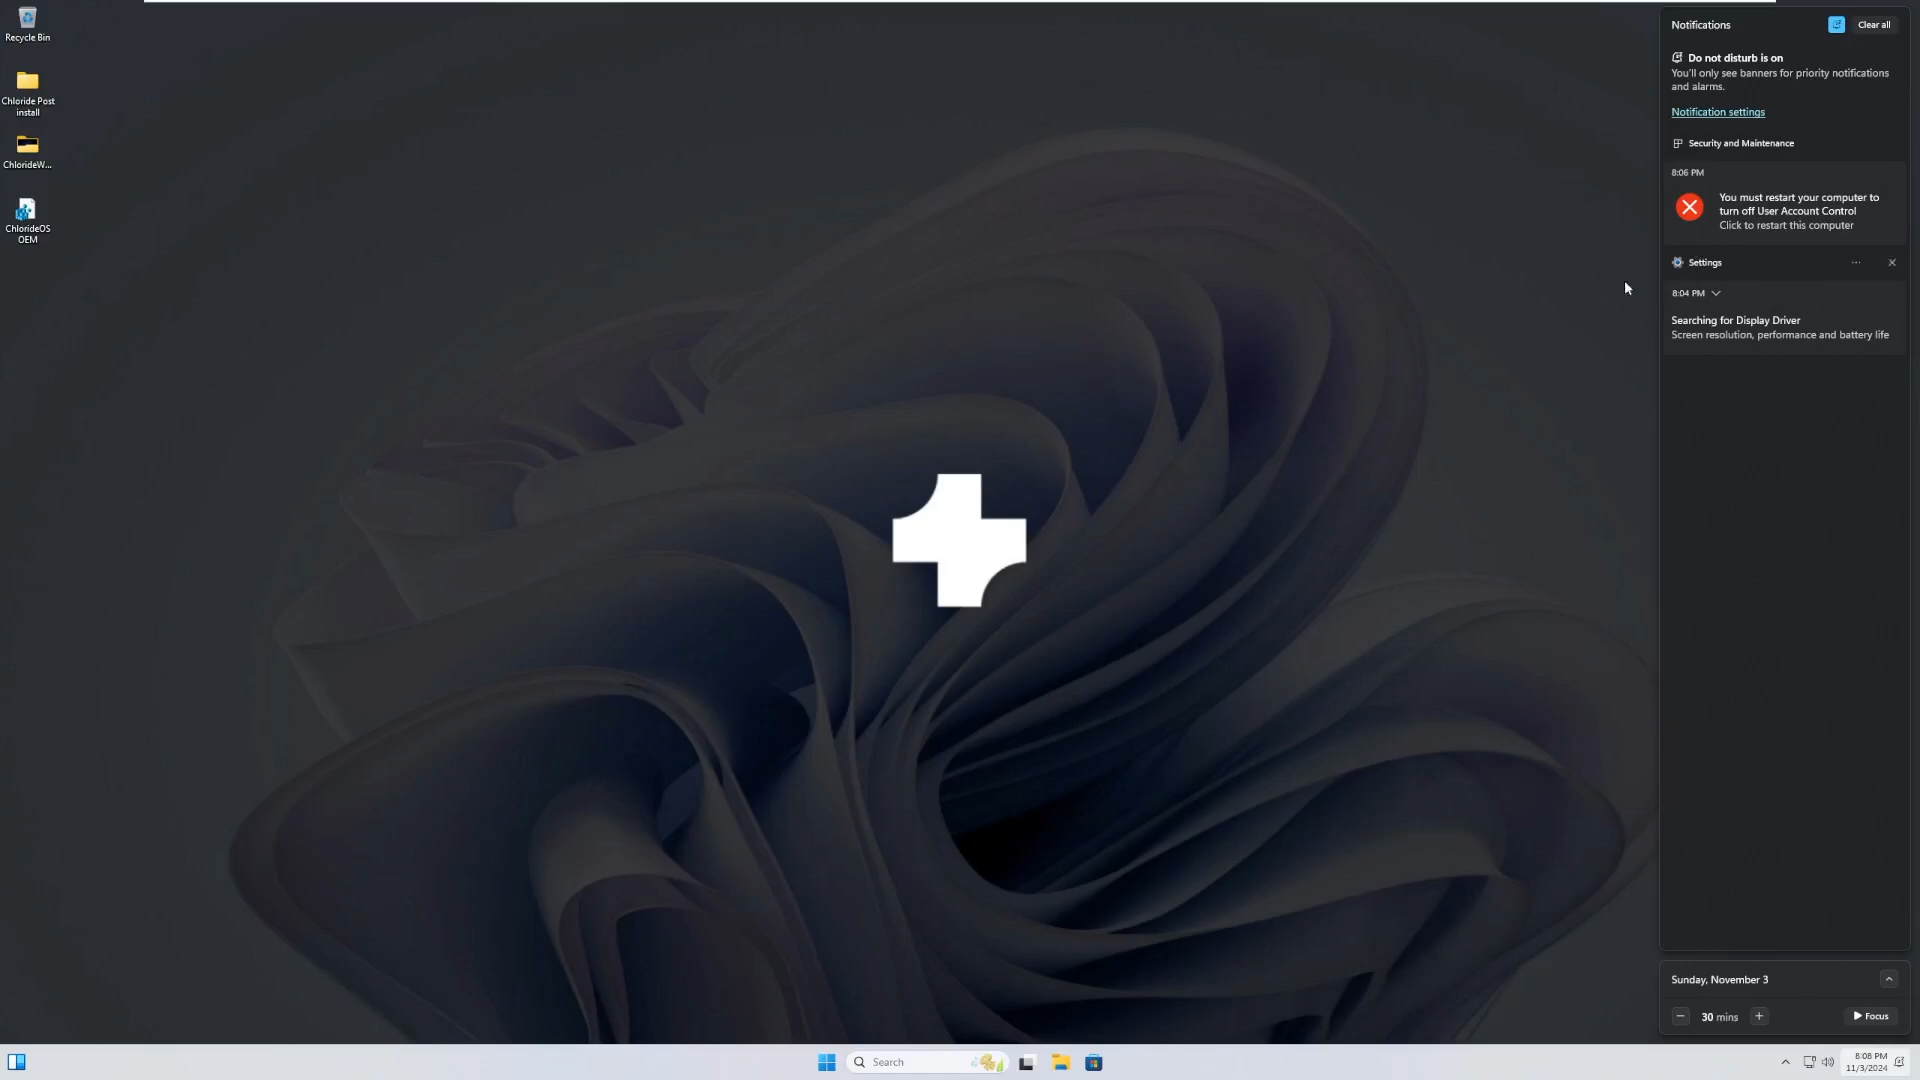 Recycle Bin
Chloride Post
install
ChlorideW...
ChlorideOS
OEM
Notifications
Clear all
Do not disturb is on
You'll only see banners for priority notifications
and alarms.
Notification settings
Security and Maintenance
8:06 PM
You must restart your computer to
turn off User Account Control
Click to restart this computer
Settings
8:04 PM
Searching for Display Driver
Screen resolution, performance and battery life
Sunday, November 3
30 mins
Focus
Search
8:08 PM
11/3/2024